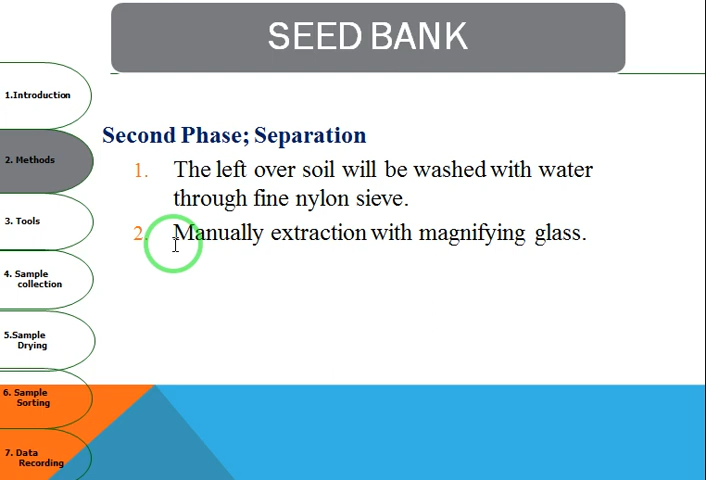 SEED BANK
1.Introduction
2. Methods
3. Tools
4. Sample
collection
5.Sample
Drying
6. Sample
Sorting
7. Data
Recording
Second Phase; Separation
1. The left over soil will be washed with water
through fine nylon sieve.
2. Manually extraction with magnifying glass.